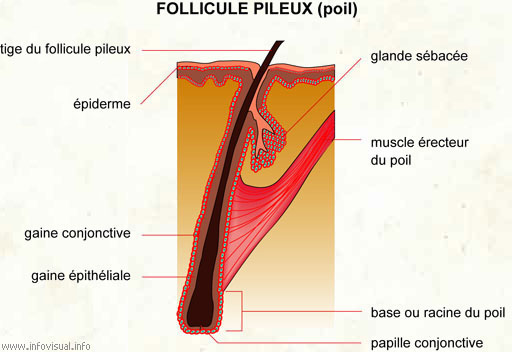 FOLLICULE PILEUX (poil)
tige du follicule pileux
glande sébacée
épiderme
muscle érecteur
du poil
gaine conjonctive
gaine épithéliale
base ou racine du poil
papille conjonctive
www.infovisual.info